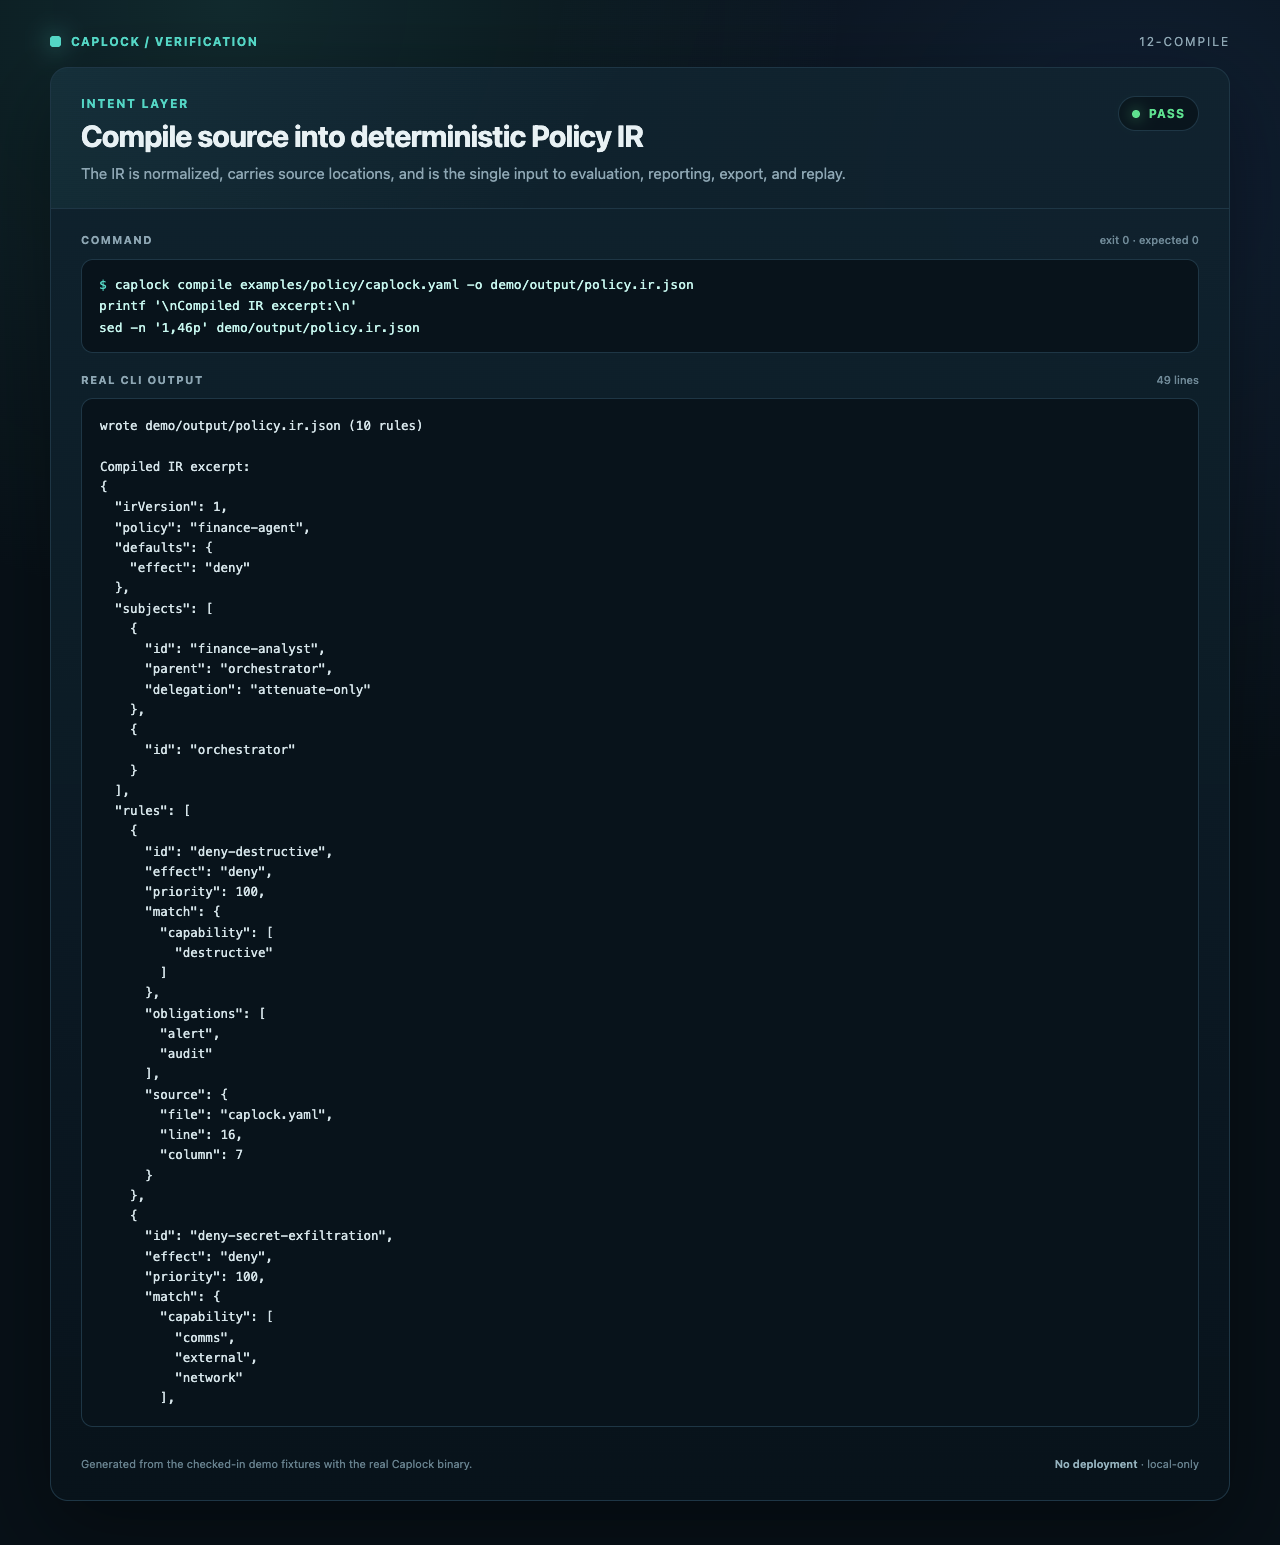 CAPLOCK / VERIFICATION
12-COMPILE
INTENT LAYER
Compile source into deterministic Policy IR
PASS
The IR is normalized, carries source locations, and is the single input to evaluation, reporting, export, and replay.
COMMAND
exit 0 · expected 0
$ caplock compile examples/policy/caplock.yaml -o demo/output/policy.ir.json
printf '\nCompiled IR excerpt:\n'
sed -n '1,46p' demo/output/policy.ir.json
REAL CLI OUTPUT
49 lines
wrote demo/output/policy.ir.json (10 rules)
Compiled IR excerpt:
{
  "irVersion": 1,
  "policy": "finance-agent",
  "defaults": {
    "effect": "deny"
  },
  "subjects": [
    {
      "id": "finance-analyst",
      "parent": "orchestrator",
      "delegation": "attenuate-only"
    },
    {
      "id": "orchestrator"
    }
  ],
  "rules": [
    {
      "id": "deny-destructive",
      "effect": "deny",
      "priority": 100,
      "match": {
        "capability": [
          "destructive"
        ]
      },
      "obligations": [
        "alert",
        "audit"
      ],
      "source": {
        "file": "caplock.yaml",
        "line": 16,
        "column": 7
      }
    },
    {
      "id": "deny-secret-exfiltration",
      "effect": "deny",
      "priority": 100,
      "match": {
        "capability": [
          "comms",
          "external",
          "network"
        ],
Generated from the checked-in demo fixtures with the real Caplock binary.
No deployment · local-only